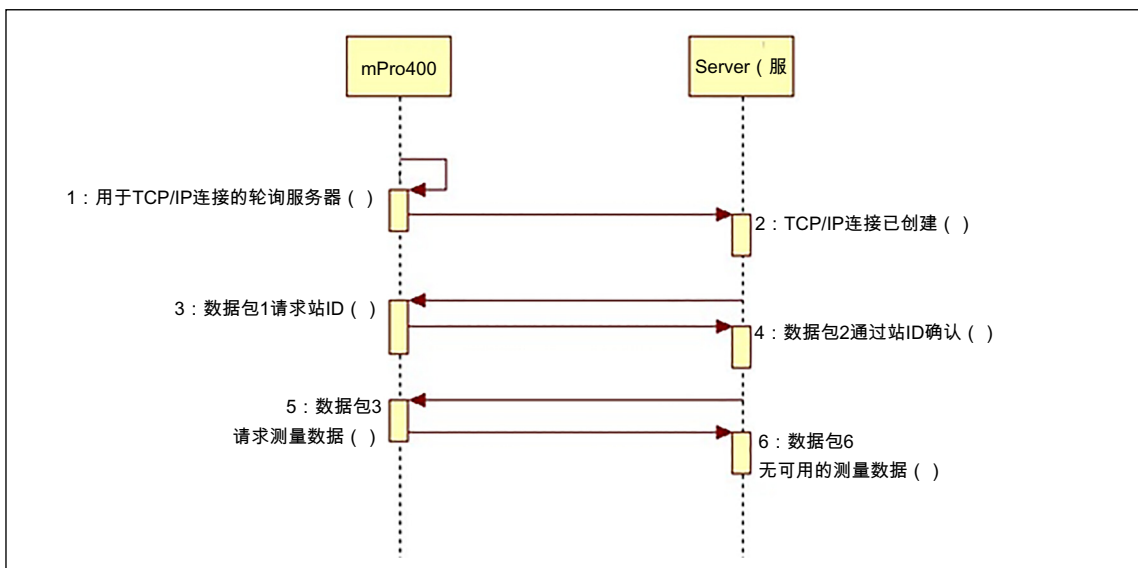 mPro400
Server（服
1：用于TCP/IP连接的轮询服务器（ ）
2：TCP/IP连接已创建（ ）
3：数据包1请求站ID（ ）
4：数据包2通过站ID确认（ ）
5：数据包3
请求测量数据（ ）
6：数据包6
无可用的测量数据（ ）